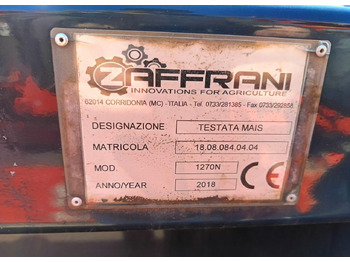 ZAFFRANI
INNOVATIONS FOR AGRICULTURE
62014 CORRIDONIA (MC) - ITALIA - Tel. 0733/281385 - Fax 0733/292858
DESIGNAZIONE TESTATA MAIS
MATRICOLA 18.08.084.04.04
MOD. 1270N
ANNO/YEAR 2018
CE